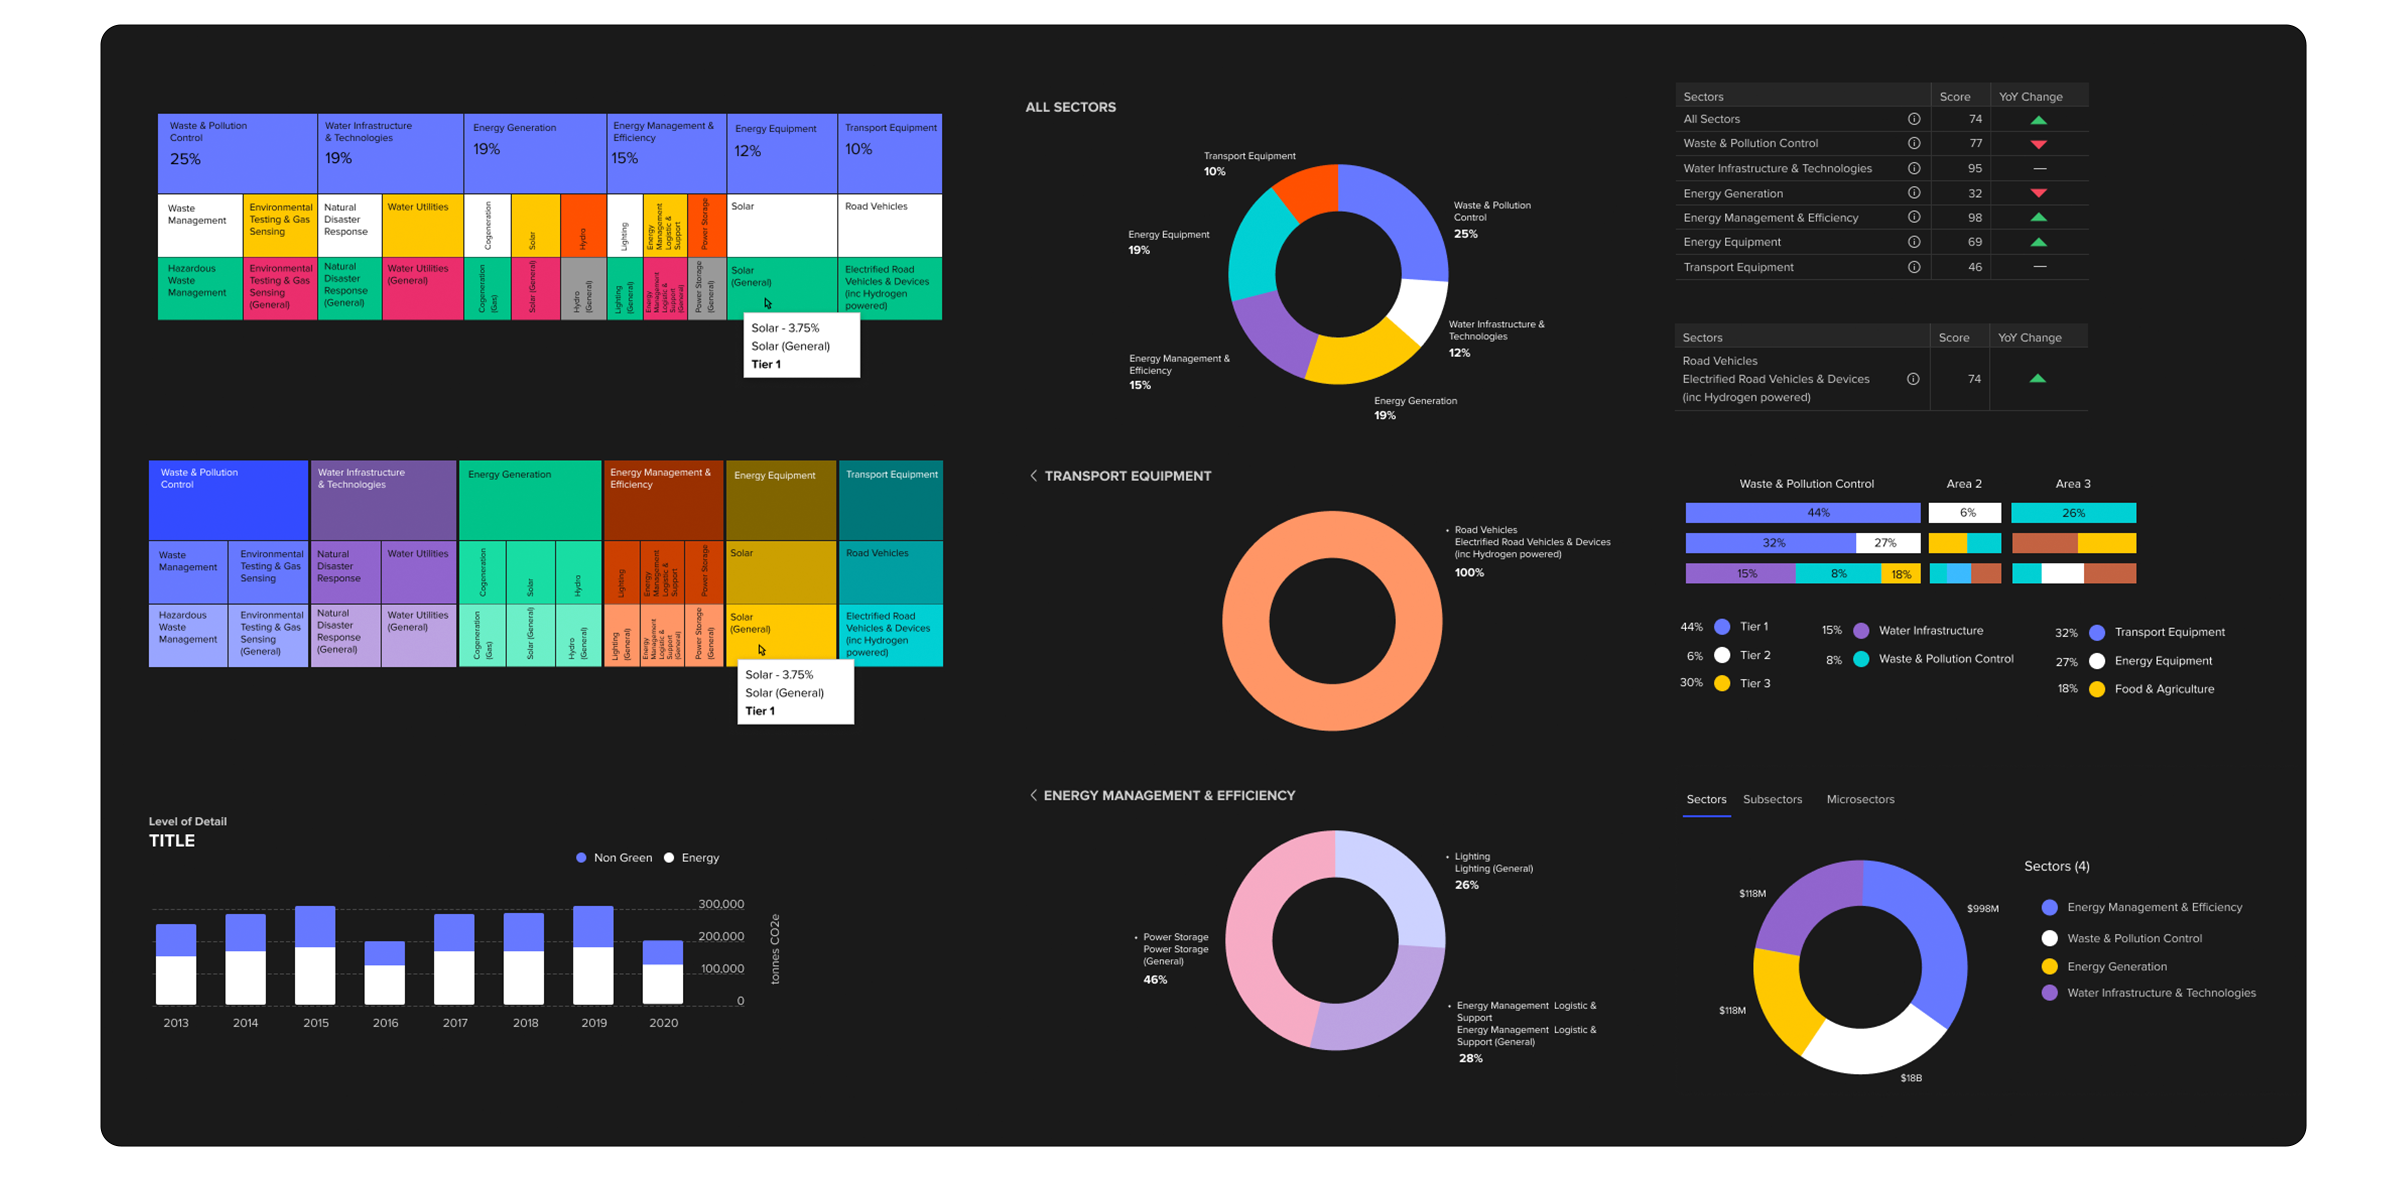 Waste & Pollution
Control
25%
Water Infrastructure
& Technologies
19%
Energy Generation
19%
Energy Management &
Efficiency
15%
Energy Equipment
12%
Transport Equipment
10%
Waste
Management
Environmental
Testing & Gas
Sensing
Natural
Disaster
Response
Water Utilities
Cogeneration
Solar
Hydro
Lighting
Energy
Management
Logistic &
Support
Power Storage
Solar
Road Vehicles
Hazardous
Waste
Management
Environmental
Testing & Gas
Sensing
(General)
Natural
Disaster
Response
(General)
Water Utilities
(General)
Cogeneration
(Gas)
Solar (General)
Hydro
(General)
Lighting
(General)
Energy
Management
Logistic &
Support
(General)
Power Storage
(General)
Solar
(General)
Electrified Road
Vehicles & Devices
(inc Hydrogen
powered)
Solar - 3.75%
Solar (General)
Tier 1
ALL SECTORS
Transport Equipment
10%
Waste & Pollution
Control
25%
Energy Equipment
19%
Water Infrastructure &
Technologies
12%
Energy Management &
Efficiency
15%
Energy Generation
19%
Sectors Score YoY Change
All Sectors 74
Waste & Pollution Control 77
Water Infrastructure & Technologies 95 —
Energy Generation 32
Energy Management & Efficiency 98
Energy Equipment 69
Transport Equipment 46 —
Sectors Score YoY Change
Road Vehicles
Electrified Road Vehicles & Devices 74
(inc Hydrogen powered)
Waste & Pollution
Control
Water Infrastructure
& Technologies
Energy Generation
Energy Management &
Efficiency
Energy Equipment
Transport Equipment
Waste
Management
Environmental
Testing & Gas
Sensing
Natural
Disaster
Response
Water Utilities
Cogeneration
Solar
Hydro
Lighting
Energy
Management
Logistic &
Support
Power Storage
Solar
Road Vehicles
Hazardous
Waste
Management
Environmental
Testing & Gas
Sensing
(General)
Natural
Disaster
Response
(General)
Water Utilities
(General)
Cogeneration
(Gas)
Solar (General)
Hydro
(General)
Lighting
(General)
Energy
Management
Logistic &
Support
(General)
Power Storage
(General)
Solar
(General)
Electrified Road
Vehicles & Devices
(inc Hydrogen
powered)
Solar - 3.75%
Solar (General)
Tier 1
TRANSPORT EQUIPMENT
• Road Vehicles
Electrified Road Vehicles & Devices
(inc Hydrogen powered)
100%
Waste & Pollution Control Area 2 Area 3
44% 6% 26%
32% 27%
15% 8% 18%
44% Tier 1
6% Tier 2
30% Tier 3
15% Water Infrastructure
8% Waste & Pollution Control
32% Transport Equipment
27% Energy Equipment
18% Food & Agriculture
Level of Detail
TITLE
Non Green Energy
300,000
200,000
100,000
0
tonnes CO2e
2013 2014 2015 2016 2017 2018 2019 2020
ENERGY MANAGEMENT & EFFICIENCY
• Lighting
Lighting (General)
26%
• Power Storage
Power Storage
(General)
46%
• Energy Management Logistic &
Support
Energy Management Logistic &
Support (General)
28%
Sectors Subsectors Microsectors
$118M
$998M
$118M
$18B
Sectors (4)
Energy Management & Efficiency
Waste & Pollution Control
Energy Generation
Water Infrastructure & Technologies